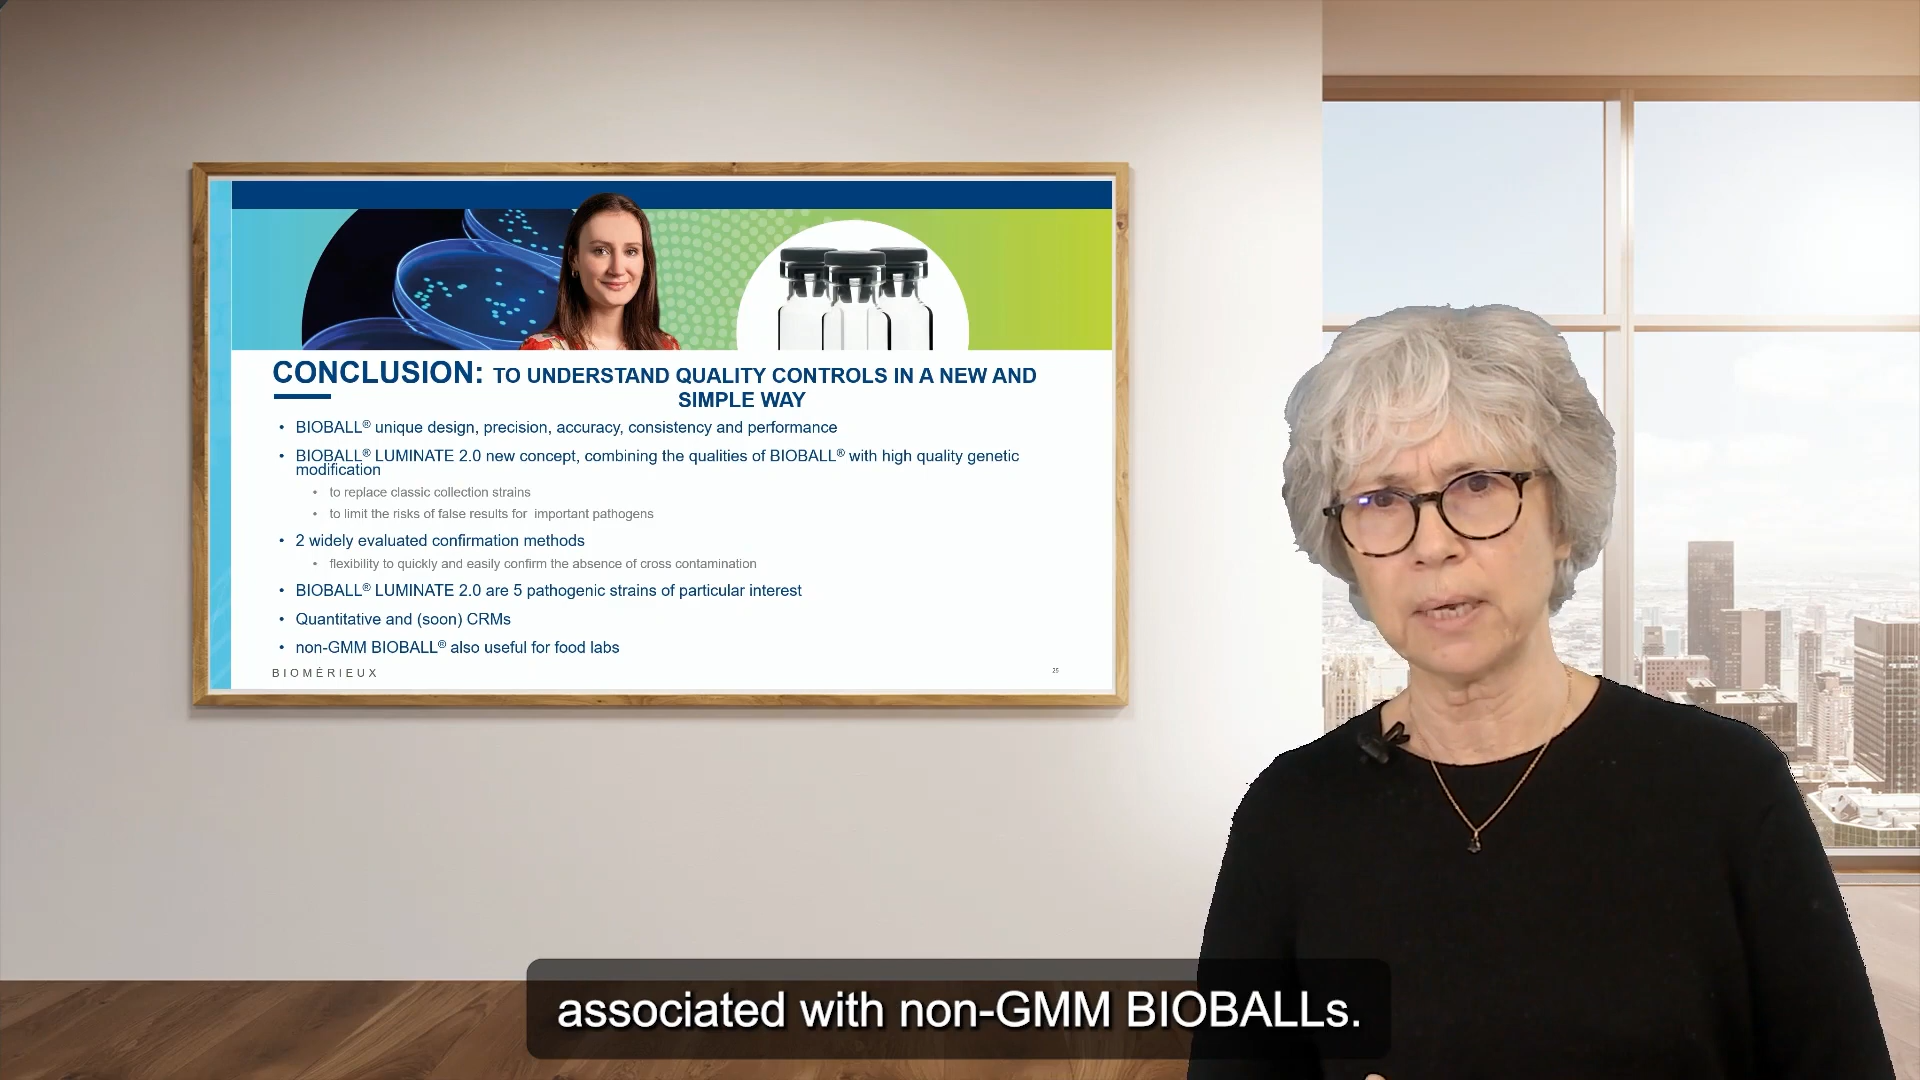 CONCLUSION: TO UNDERSTAND QUALITY CONTROLS IN A NEW AND
SIMPLE WAY
• BIOBALL® unique design, precision, accuracy, consistency and performance
• BIOBALL® LUMINATE 2.0 new concept, combining the qualities of BIOBALL® with high quality genetic
modification
• to replace classic collection strains
• to limit the risks of false results for important pathogens
• 2 widely evaluated confirmation methods
• flexibility to quickly and easily confirm the absence of cross contamination
• BIOBALL® LUMINATE 2.0 are 5 pathogenic strains of particular interest
• Quantitative and (soon) CRMs
• non-GMM BIOBALL® also useful for food labs
BIOMÉRIEUX
25
associated with non-GMM BIOBALLs.